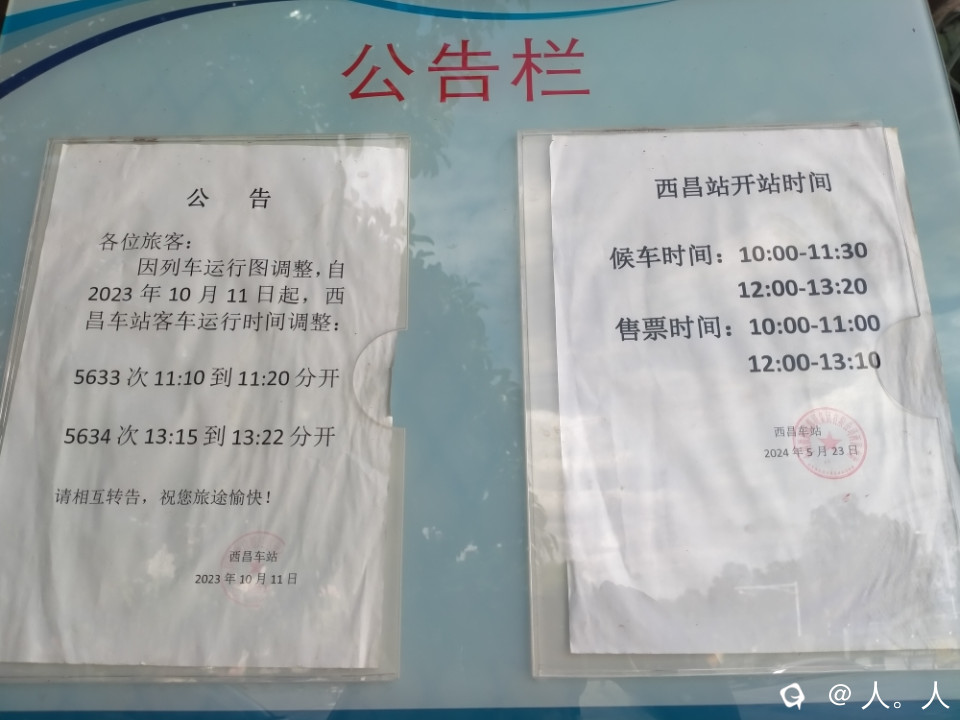 公告栏
公 告
各位旅客：
因列车运行图调整，自
2023 年 10 月 11 日起，西
昌车站客车运行时间调整：
5633 次 11:10 到 11:20 分开
5634 次 13:15 到 13:22 分开
请相互转告，祝您旅途愉快！
西昌车站
2023 年 10 月 11 日
西昌站开站时间
候车时间：10:00-11:30
12:00-13:20
售票时间：10:00-11:00
12:00-13:10
西昌车站
2024 年 5 月 23 日
@人。人